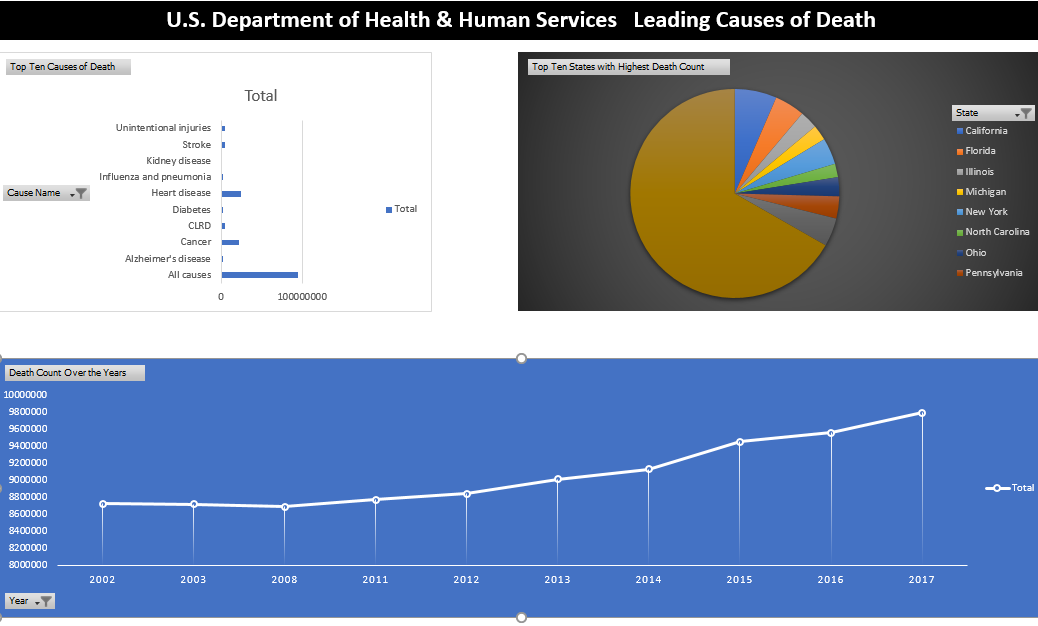 U.S. Department of Health & Human Services   Leading Causes of Death
Top Ten Causes of Death
Total
Unintentional injuries
Stroke
Kidney disease
Influenza and pneumonia
Heart disease
Diabetes
CLRD
Cancer
Alzheimer's disease
All causes
Cause Name
Total
0
100000000
Top Ten States with Highest Death Count
State
California
Florida
Illinois
Michigan
New York
North Carolina
Ohio
Pennsylvania
Death Count Over the Years
10000000
9800000
9600000
9400000
9200000
9000000
8800000
8600000
8400000
8200000
8000000
2002 2003 2008 2011 2012 2013 2014 2015 2016 2017
Total
Year